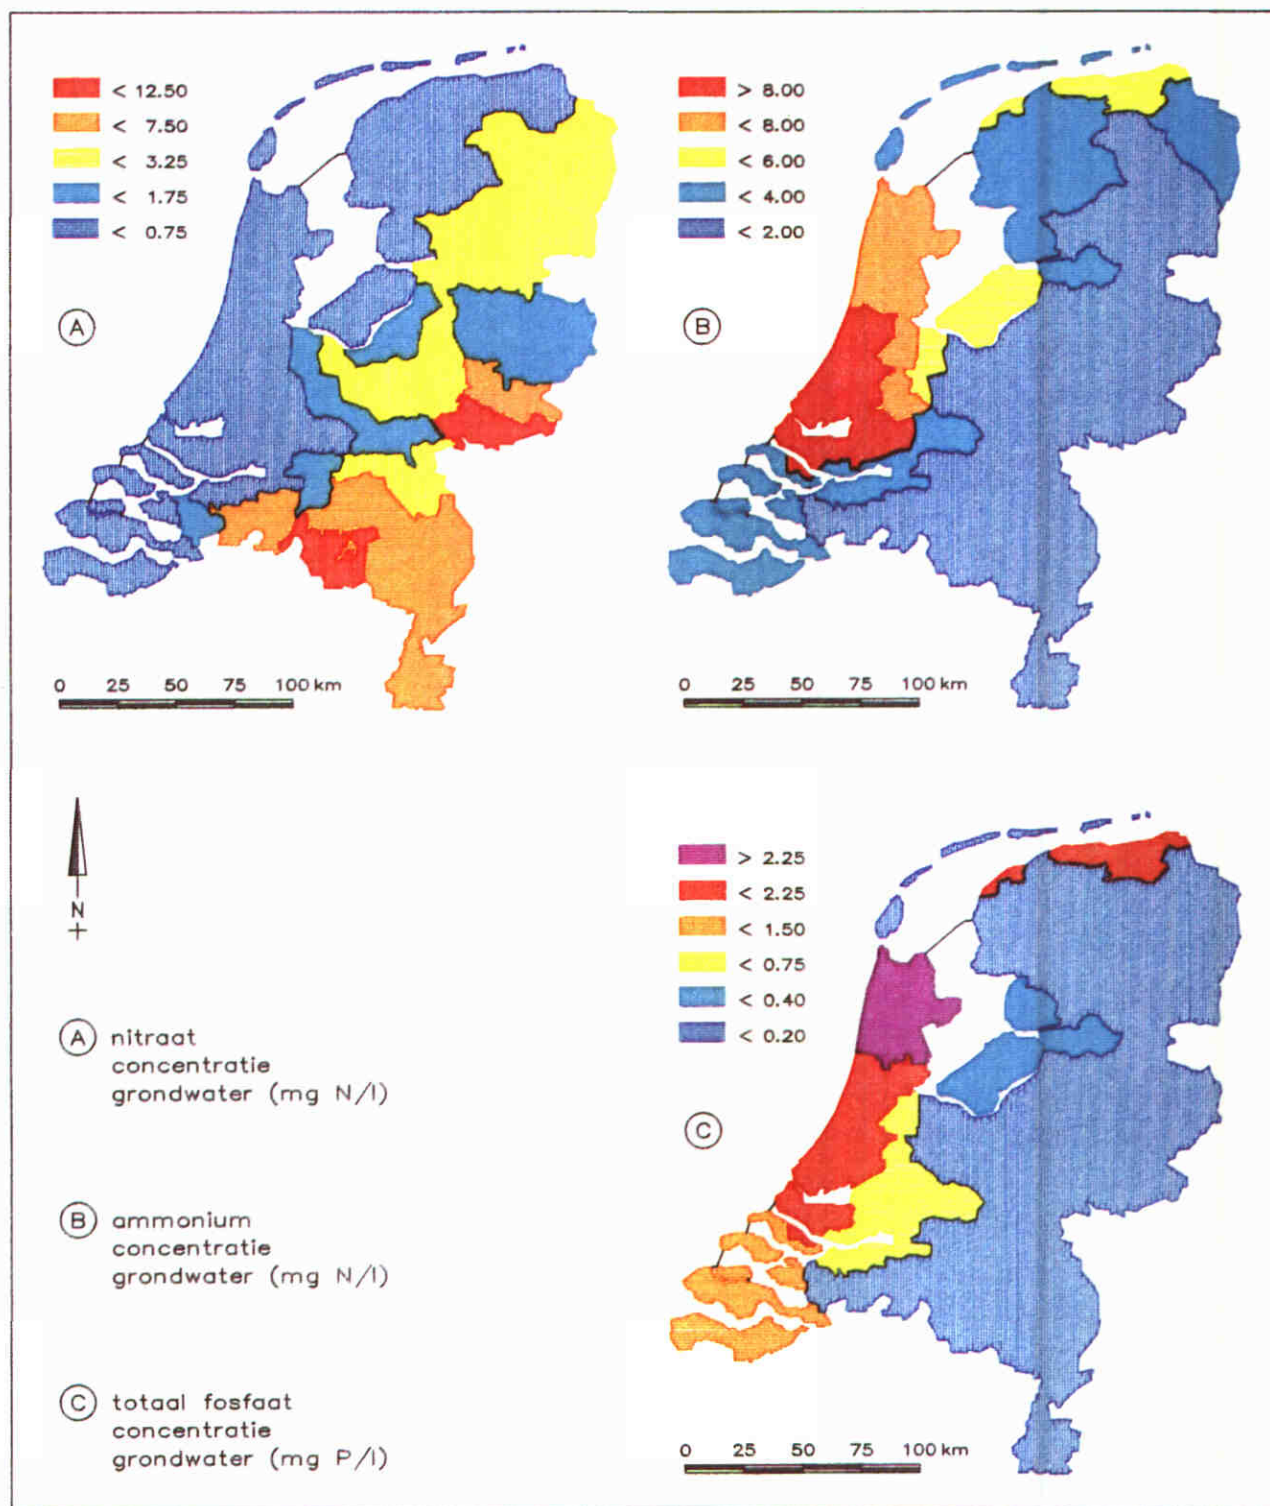 < 12.50
< 7.50
< 3.25
< 1.75
< 0.75
A
0 25 50 75 100 km
> 8.00
< 8.00
< 6.00
< 4.00
< 2.00
B
0 25 50 75 100 km
N
A nitraat
concentratie
grondwater (mg N/l)
B ammonium
concentratie
grondwater (mg N/l)
C totaal fosfaat
concentratie
grondwater (mg P/l)
> 2.25
< 2.25
< 1.50
< 0.75
< 0.40
< 0.20
C
0 25 50 75 100 km